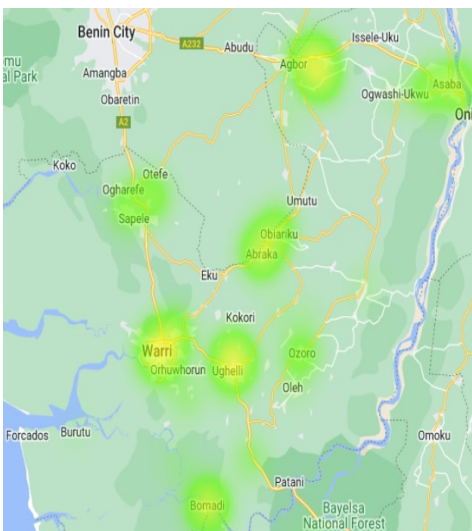 Benin City
A232
Abudu
Issele-Uku
Agbor
Asaba
Ogwashi-Ukwu
Oni
omu
al Park
Amangba
Obaretin
A2
Koko
Otefe
Ogharefe
Sapele
Umutu
Obiaruku
Abraka
Eku
Kokori
Warri
Orhuwhorun
Ughelli
Ozoro
Oleh
Forcados
Burutu
Omoku
Patani
Bomadi
Bayelsa
National Forest